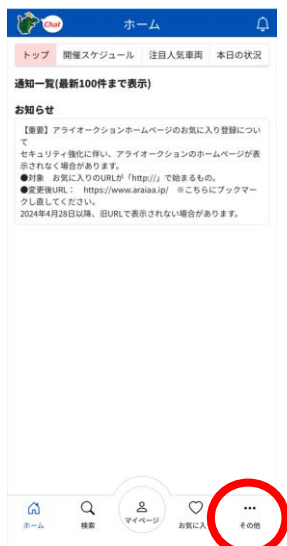 Chat
ホーム
トップ 開催スケジュール 注目人気車両 本日の状況
通知一覧(最新100件まで表示)
お知らせ
【重要】アライオークションホームページのお気に入り登録につい
て
セキュリティ強化に伴い、アライオークションのホームページが表
示されなく場合があります。
●対象 お気に入りのURLが「http://」で始まるもの。
●変更後URL： https://www.araiaa.jp/ ※こちらにブックマー
クし直してください。
2024年4月28日以降、旧URLで表示されない場合があります。
ホーム 検索 マイページ お気に入 その他